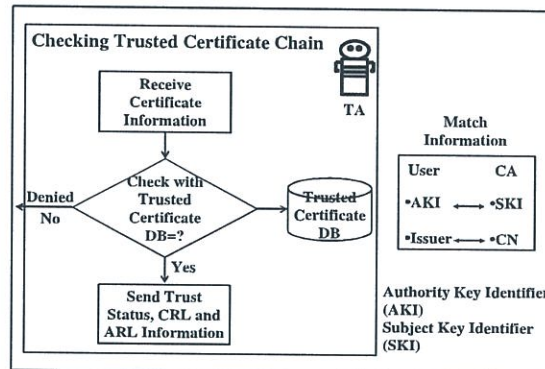 Checking Trusted Certificate Chain
TA
Receive
Certificate
Information
Denied
No
Check with
Trusted
Certificate
DB=?
Yes
Trusted
Certificate
DB
Send Trust
Status, CRL and
ARL Information
Match
Information
User CA
•AKI •SKI
•Issuer •CN
Authority Key Identifier
(AKI)
Subject Key Identifier
(SKI)